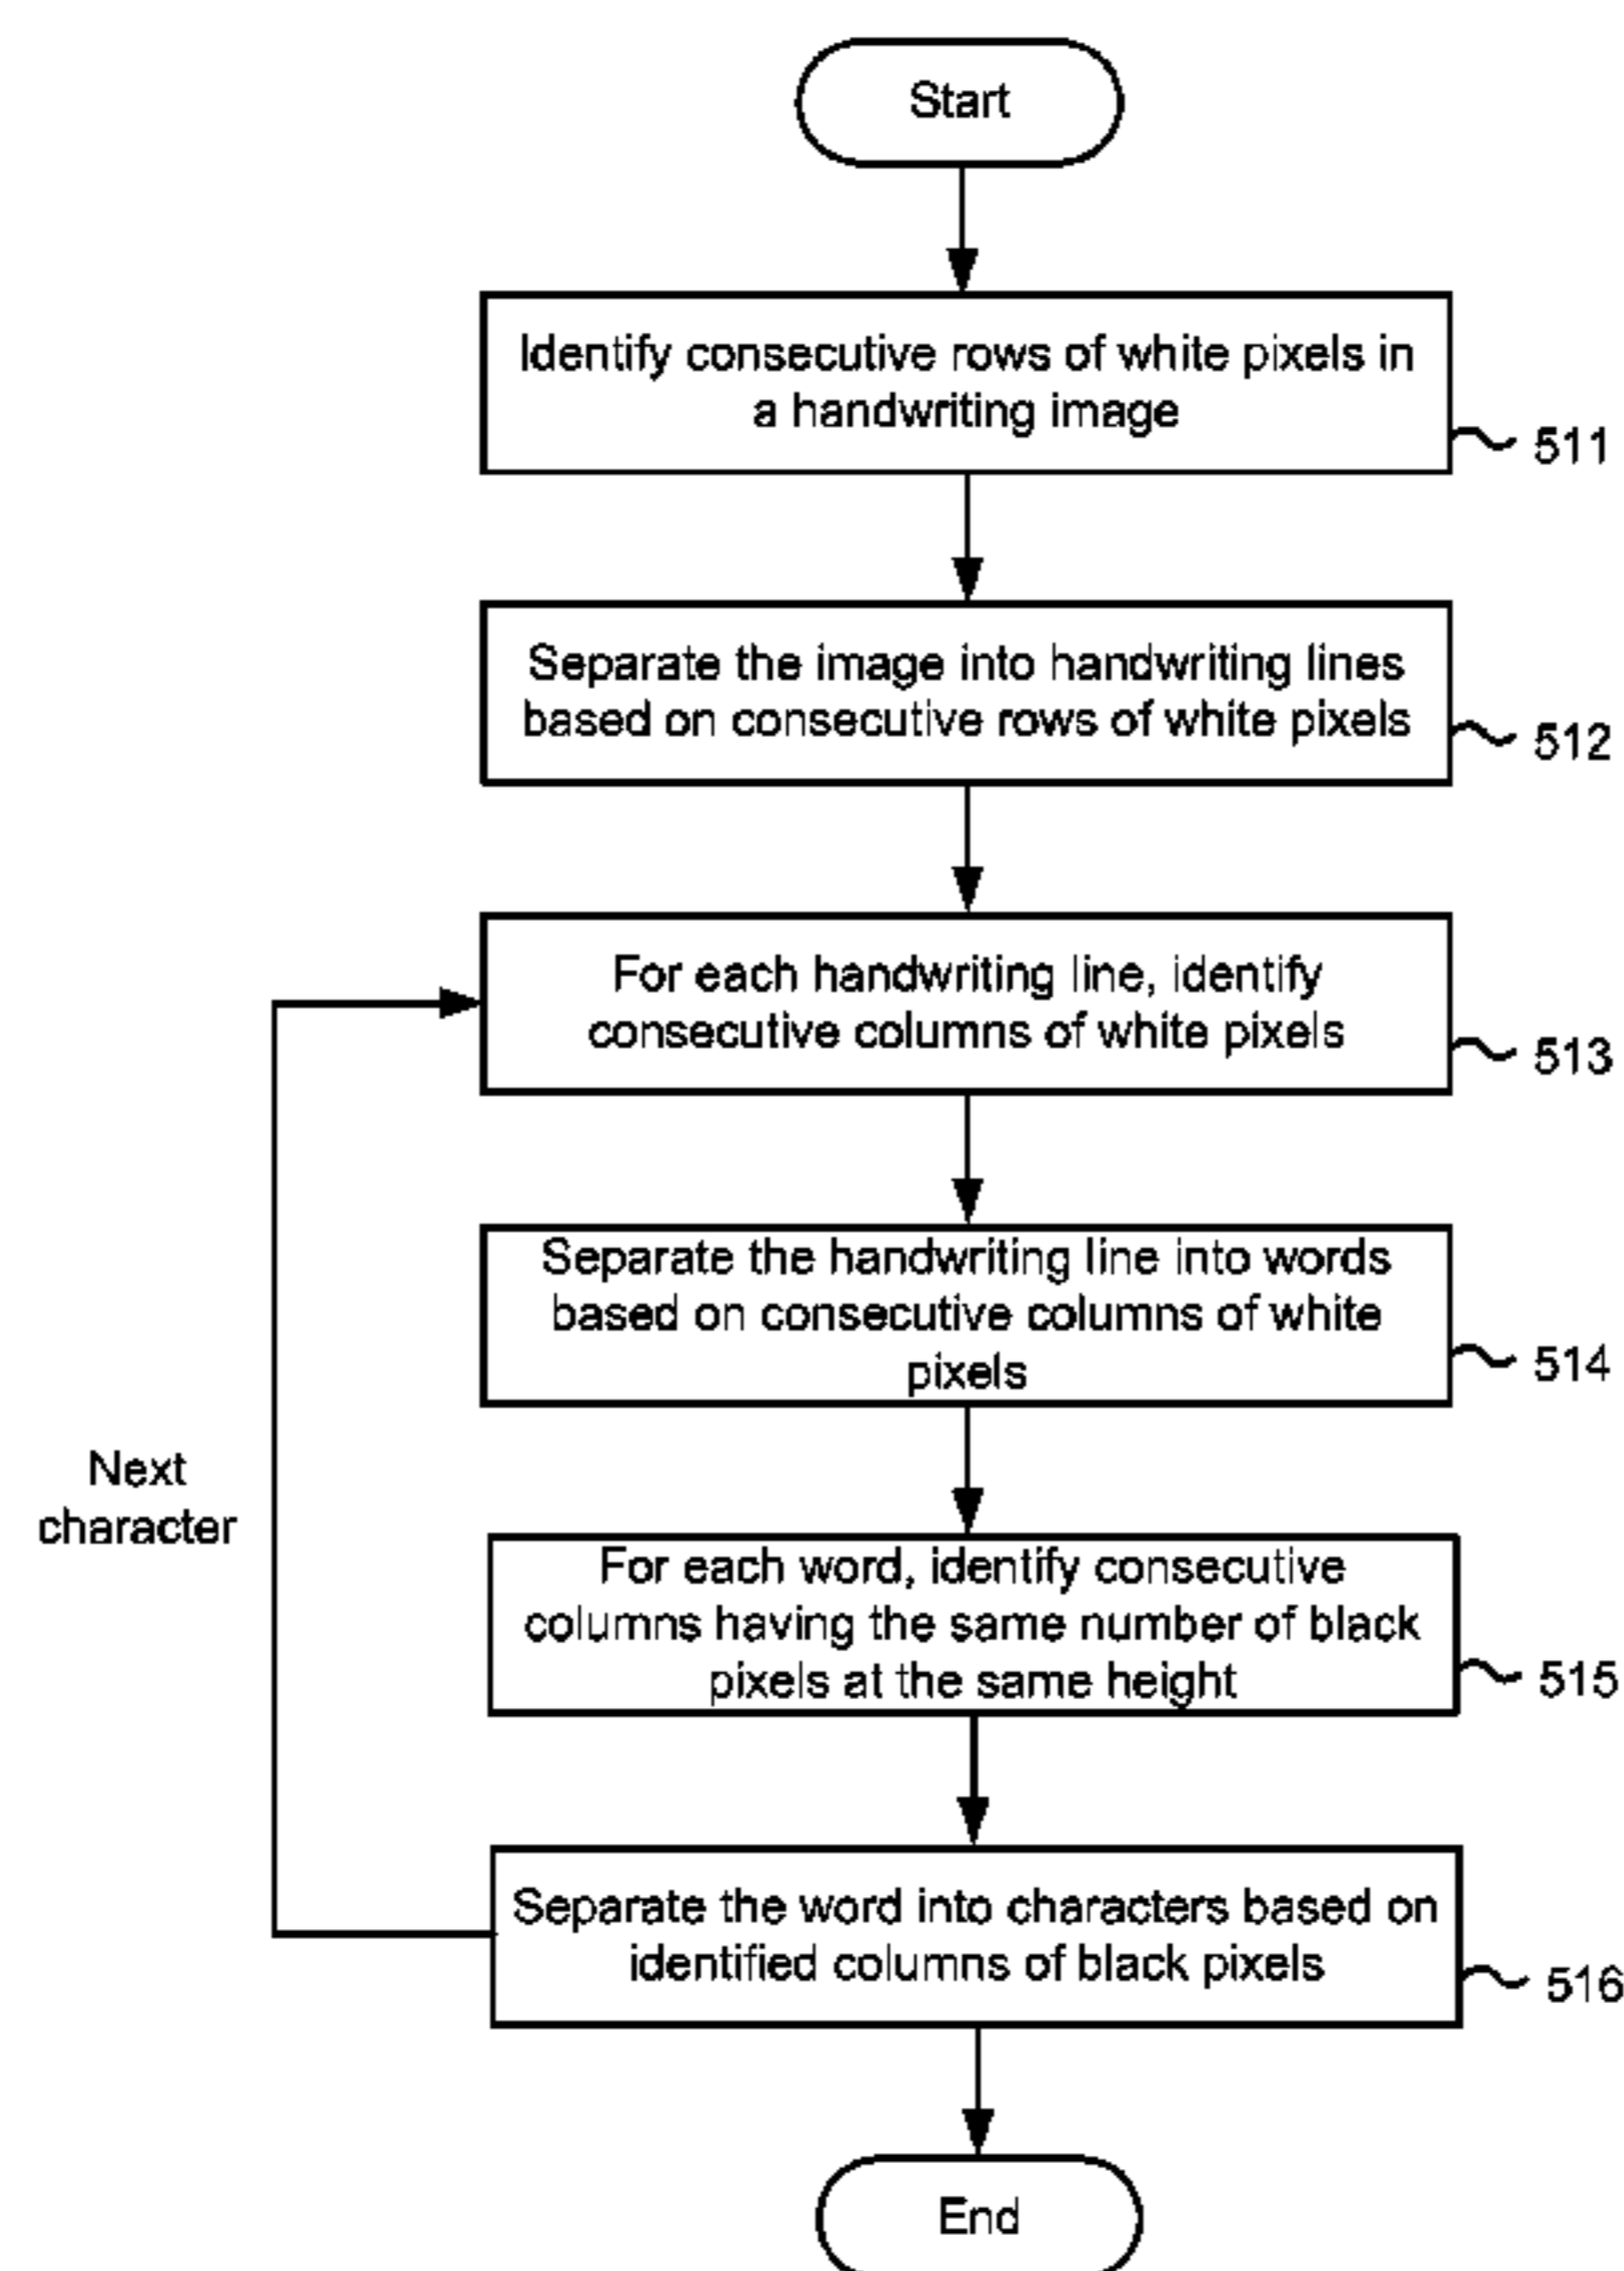 Start
Identify consecutive rows of white pixels in
a handwriting image
511
Separate the image into handwriting lines
based on consecutive rows of white pixels
512
For each handwriting line, identify
consecutive columns of white pixels
513
Separate the handwriting line into words
based on consecutive columns of white
pixels
514
Next
character
For each word, identify consecutive
columns having the same number of black
pixels at the same height
515
Separate the word into characters based on
identified columns of black pixels
516
End